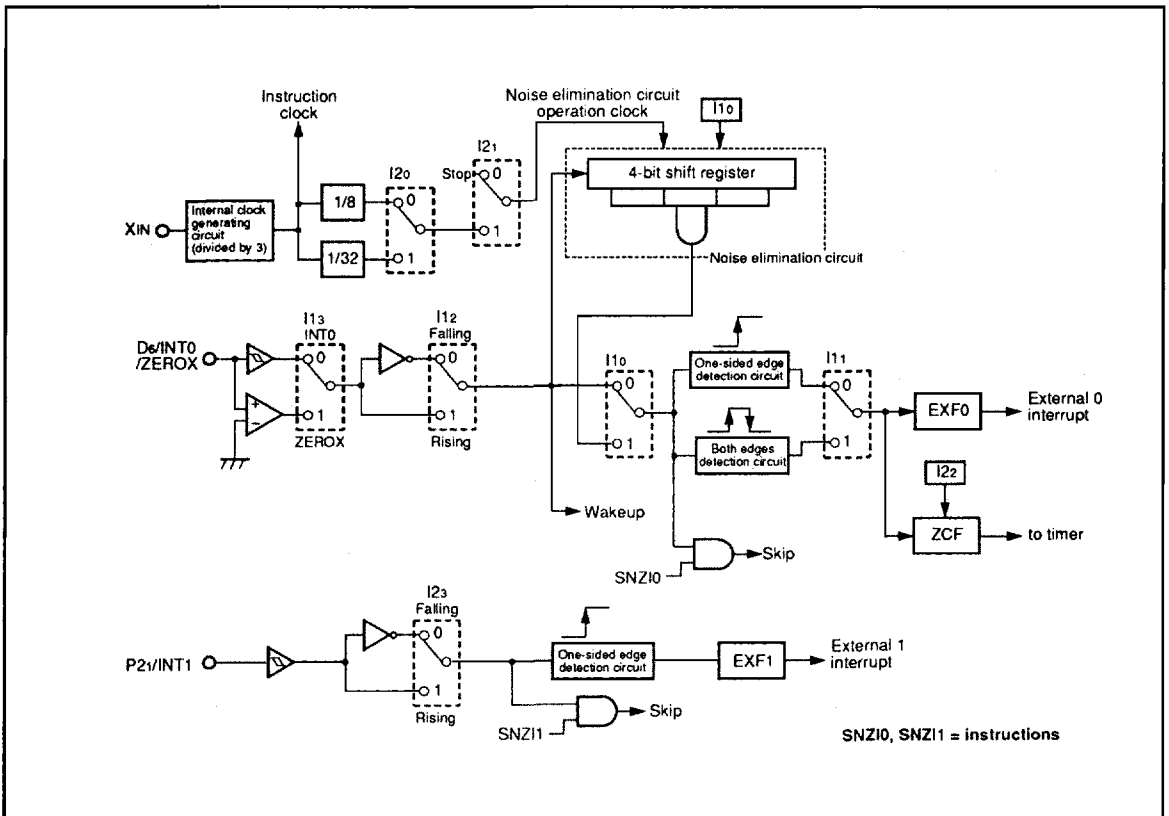 Instruction
clock
Noise elimination circuit
operation clock
I10
I21
Stop
0
1
I20
0
1
4-bit shift register
Noise elimination circuit
XIN
Internal clock
generating
circuit
(divided by 3)
1/8
1/32
D6/INT0
/ZEROX
+
−
I13
INT0
0
1
ZEROX
I12
Falling
0
1
Rising
I10
0
1
One-sided edge
detection circuit
Both edges
detection circuit
I11
0
1
EXF0
External 0
interrupt
I22
ZCF
to timer
Wakeup
SNZI0
Skip
P21/INT1
I23
Falling
0
1
Rising
One-sided edge
detection circuit
EXF1
External 1
interrupt
SNZI1
Skip
SNZI0, SNZI1 = instructions